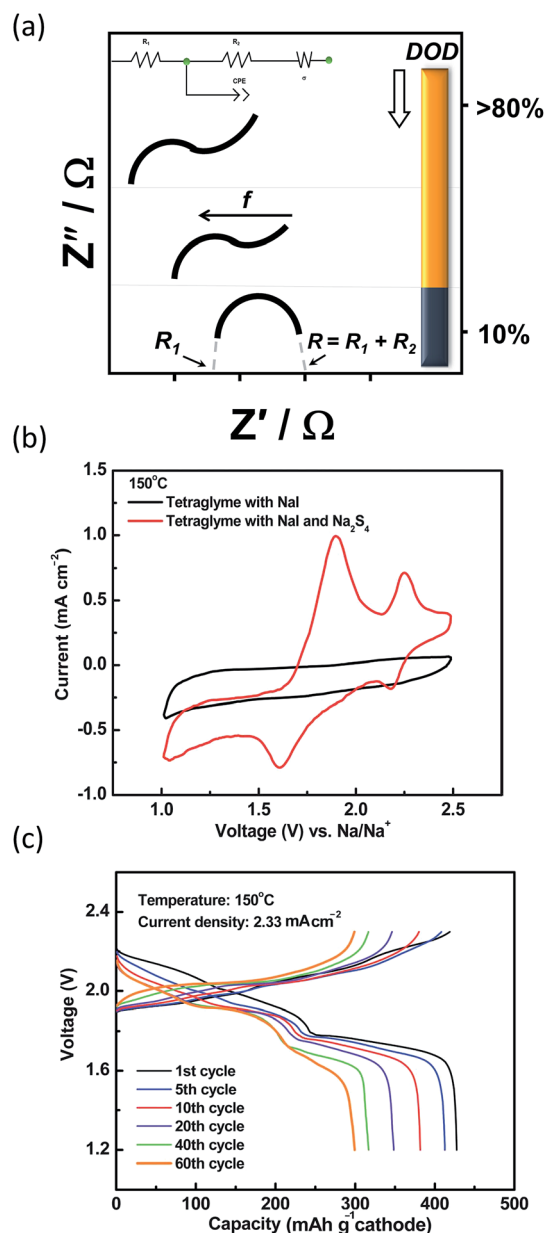 (a)
R₁
R₂
CPE
σ
DOD
>80%
10%
f
R₁
R = R₁ + R₂
Z″ / Ω
Z′ / Ω
(b)
150°C
Tetraglyme with NaI
Tetraglyme with NaI and Na₂S₄
1.5
1.0
0.5
0.0
-0.5
-1.0
Current (mA cm⁻²)
1.0 1.5 2.0 2.5
Voltage (V) vs. Na/Na⁺
(c)
Temperature: 150°C
Current density: 2.33 mAcm⁻²
2.4
2.0
1.6
1.2
Voltage (V)
1st cycle
5th cycle
10th cycle
20th cycle
40th cycle
60th cycle
0 100 200 300 400 500
Capacity (mAh g⁻¹cathode)